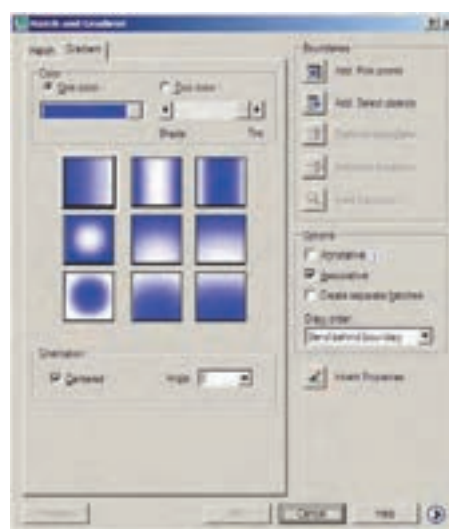 Hatch and Gradient
Hatch Gradient
Color
One color Two color
Shade Tint
Orientation
Centered Angle: 0
Boundaries
Add: Pick points
Add: Select objects
Options
Annotative
Associative
Create separate hatches
Draw order:
Send behind boundary
Inherit Properties
Cancel Help